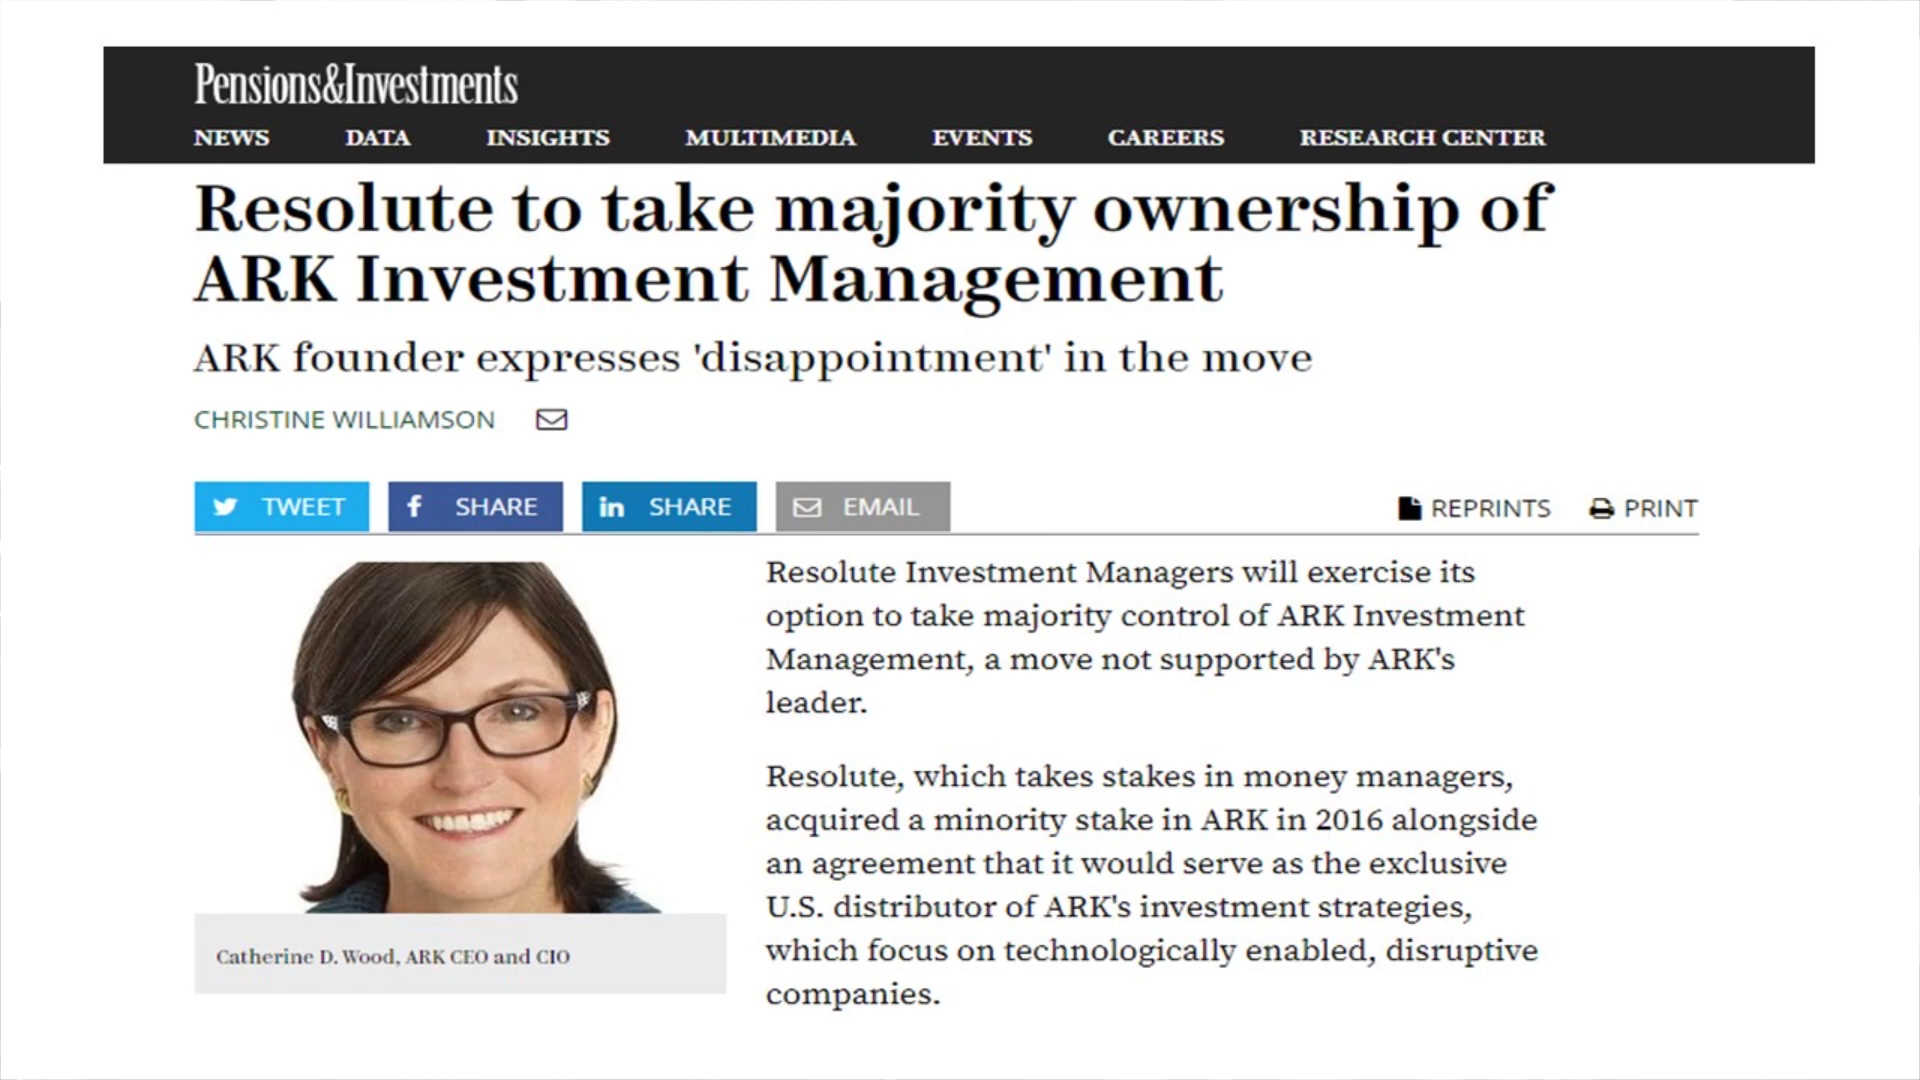 Pensions&Investments
NEWS DATA INSIGHTS MULTIMEDIA EVENTS CAREERS RESEARCH CENTER
Resolute to take majority ownership of
ARK Investment Management
ARK founder expresses 'disappointment' in the move
CHRISTINE WILLIAMSON
TWEET SHARE in SHARE EMAIL REPRINTS PRINT
Catherine D. Wood, ARK CEO and CIO
Resolute Investment Managers will exercise its
option to take majority control of ARK Investment
Management, a move not supported by ARK's
leader.
Resolute, which takes stakes in money managers,
acquired a minority stake in ARK in 2016 alongside
an agreement that it would serve as the exclusive
U.S. distributor of ARK's investment strategies,
which focus on technologically enabled, disruptive
companies.